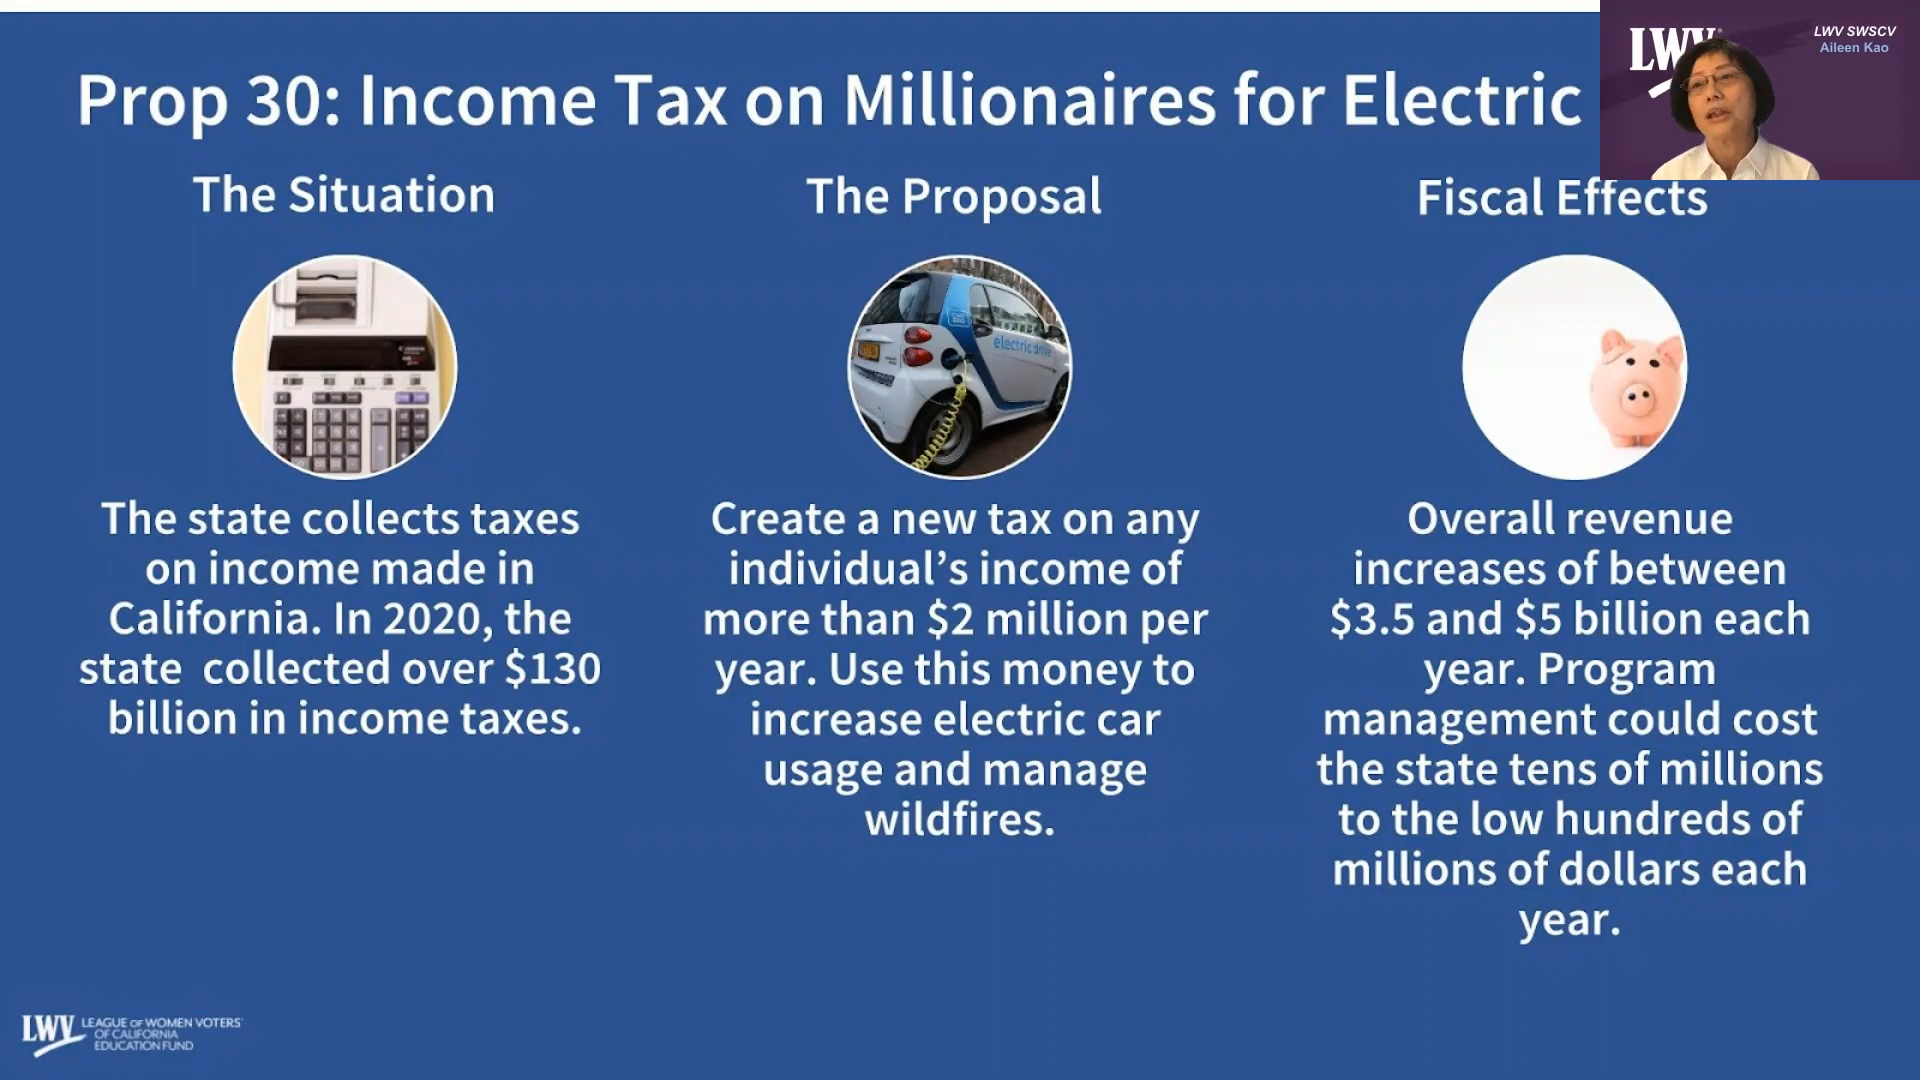 Prop 30: Income Tax on Millionaires for Electric
LWV
LWV SWSCV
Aileen Kao
The Situation
The state collects taxes
on income made in
California. In 2020, the
state collected over $130
billion in income taxes.
The Proposal
electric drive
Create a new tax on any
individual’s income of
more than $2 million per
year. Use this money to
increase electric car
usage and manage
wildfires.
Fiscal Effects
Overall revenue
increases of between
$3.5 and $5 billion each
year. Program
management could cost
the state tens of millions
to the low hundreds of
millions of dollars each
year.
LWV
LEAGUE OF WOMEN VOTERS®
OF CALIFORNIA
EDUCATION FUND